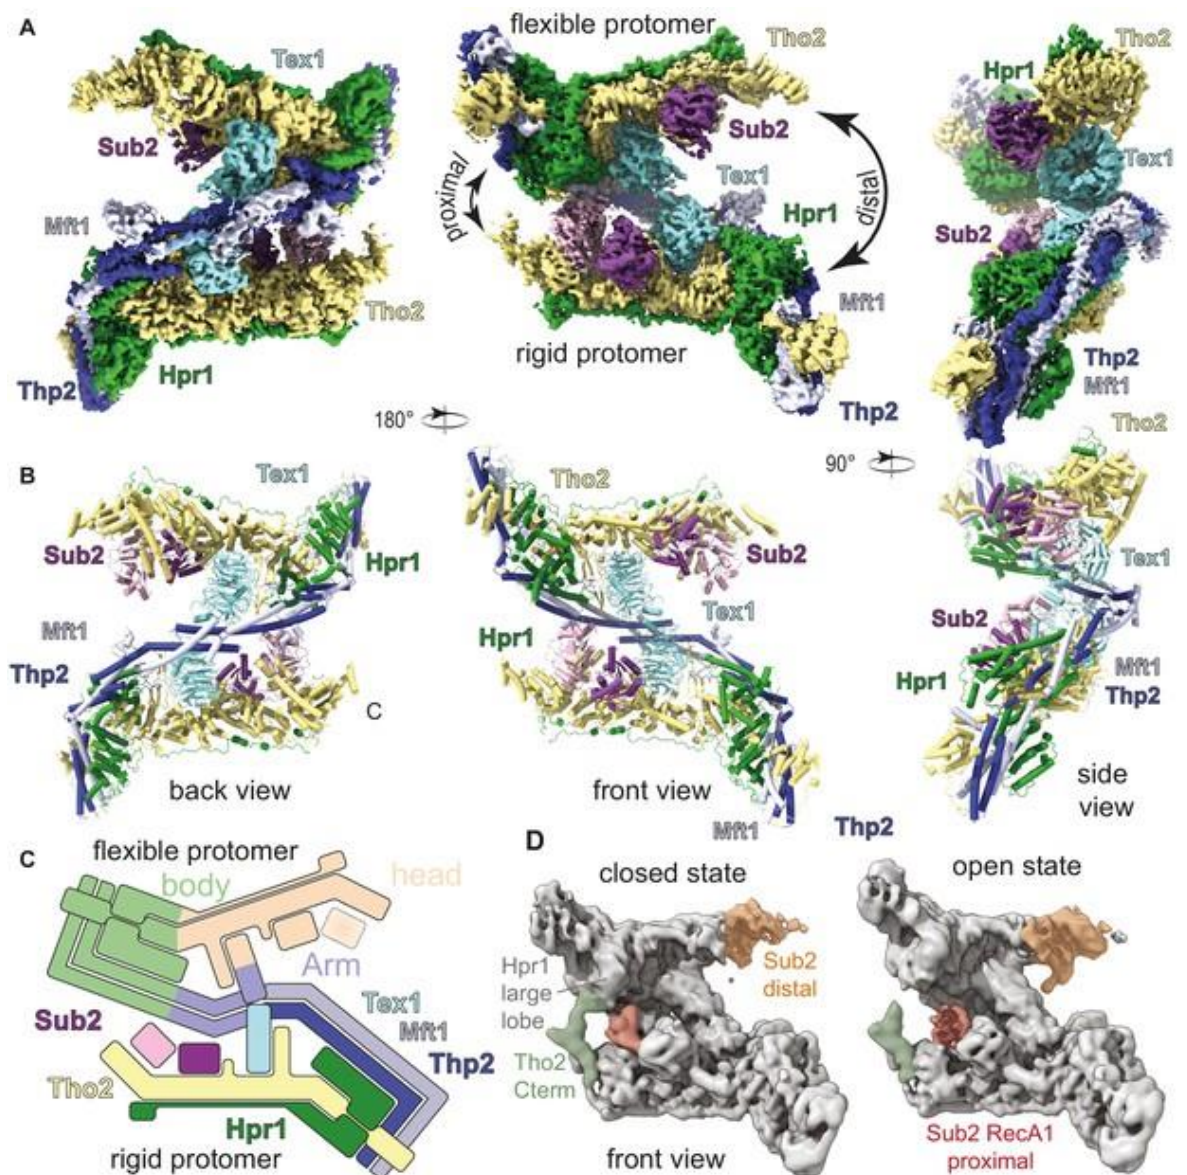 A
flexible protomer
Tho2
Tex1
Tho2
Hpr1
Sub2
Sub2
Tex1
proximal
Tex1
distal
Mft1
Hpr1
Sub2
Tho2
Mft1
rigid protomer
Thp2
Mft1
Thp2
Hpr1
Thp2
180°
Tho2
90°
B
Tex1
Tho2
Sub2
Hpr1
Sub2
Tex1
Mft1
Tex1
Sub2
Thp2
Hpr1
Hpr1
Mft1
Thp2
C
back view
front view
side
view
Mft1
Thp2
C
flexible protomer
body
head
Arm
Sub2
Tex1
Mft1
Thp2
Tho2
Hpr1
rigid protomer
D
closed state
open state
Hpr1
large
lobe
Sub2
distal
Tho2
Cterm
front view
Sub2 RecA1
proximal